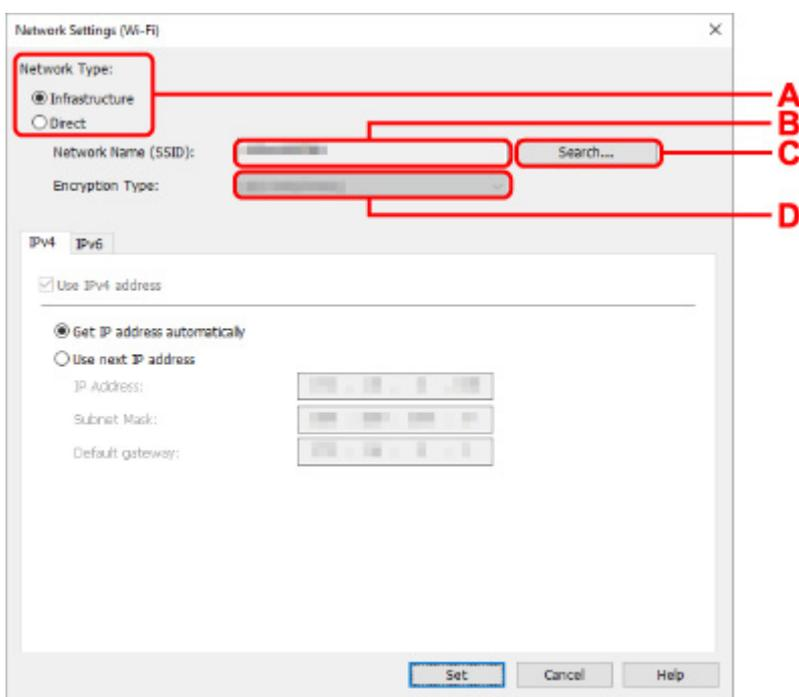 Network Settings (Wi-Fi)
Network Type:
Infrastructure
A
Direct
B
Network Name (SSID):
Search...
C
Encryption Type:
D
IPv4 IPv6
Use IPv4 address
Get IP address automatically
Use next IP address
IP Address:
Subnet Mask:
Default gateway:
Set Cancel Help